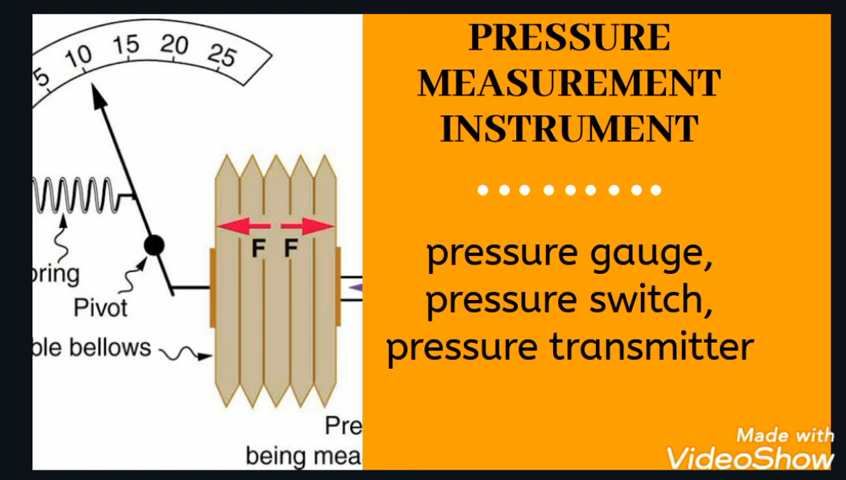 5 10 15 20 25
F F
pring
Pivot
ble bellows
Pre
being mea
PRESSURE
MEASUREMENT
INSTRUMENT
pressure gauge,
pressure switch,
pressure transmitter
Made with
VideoShow